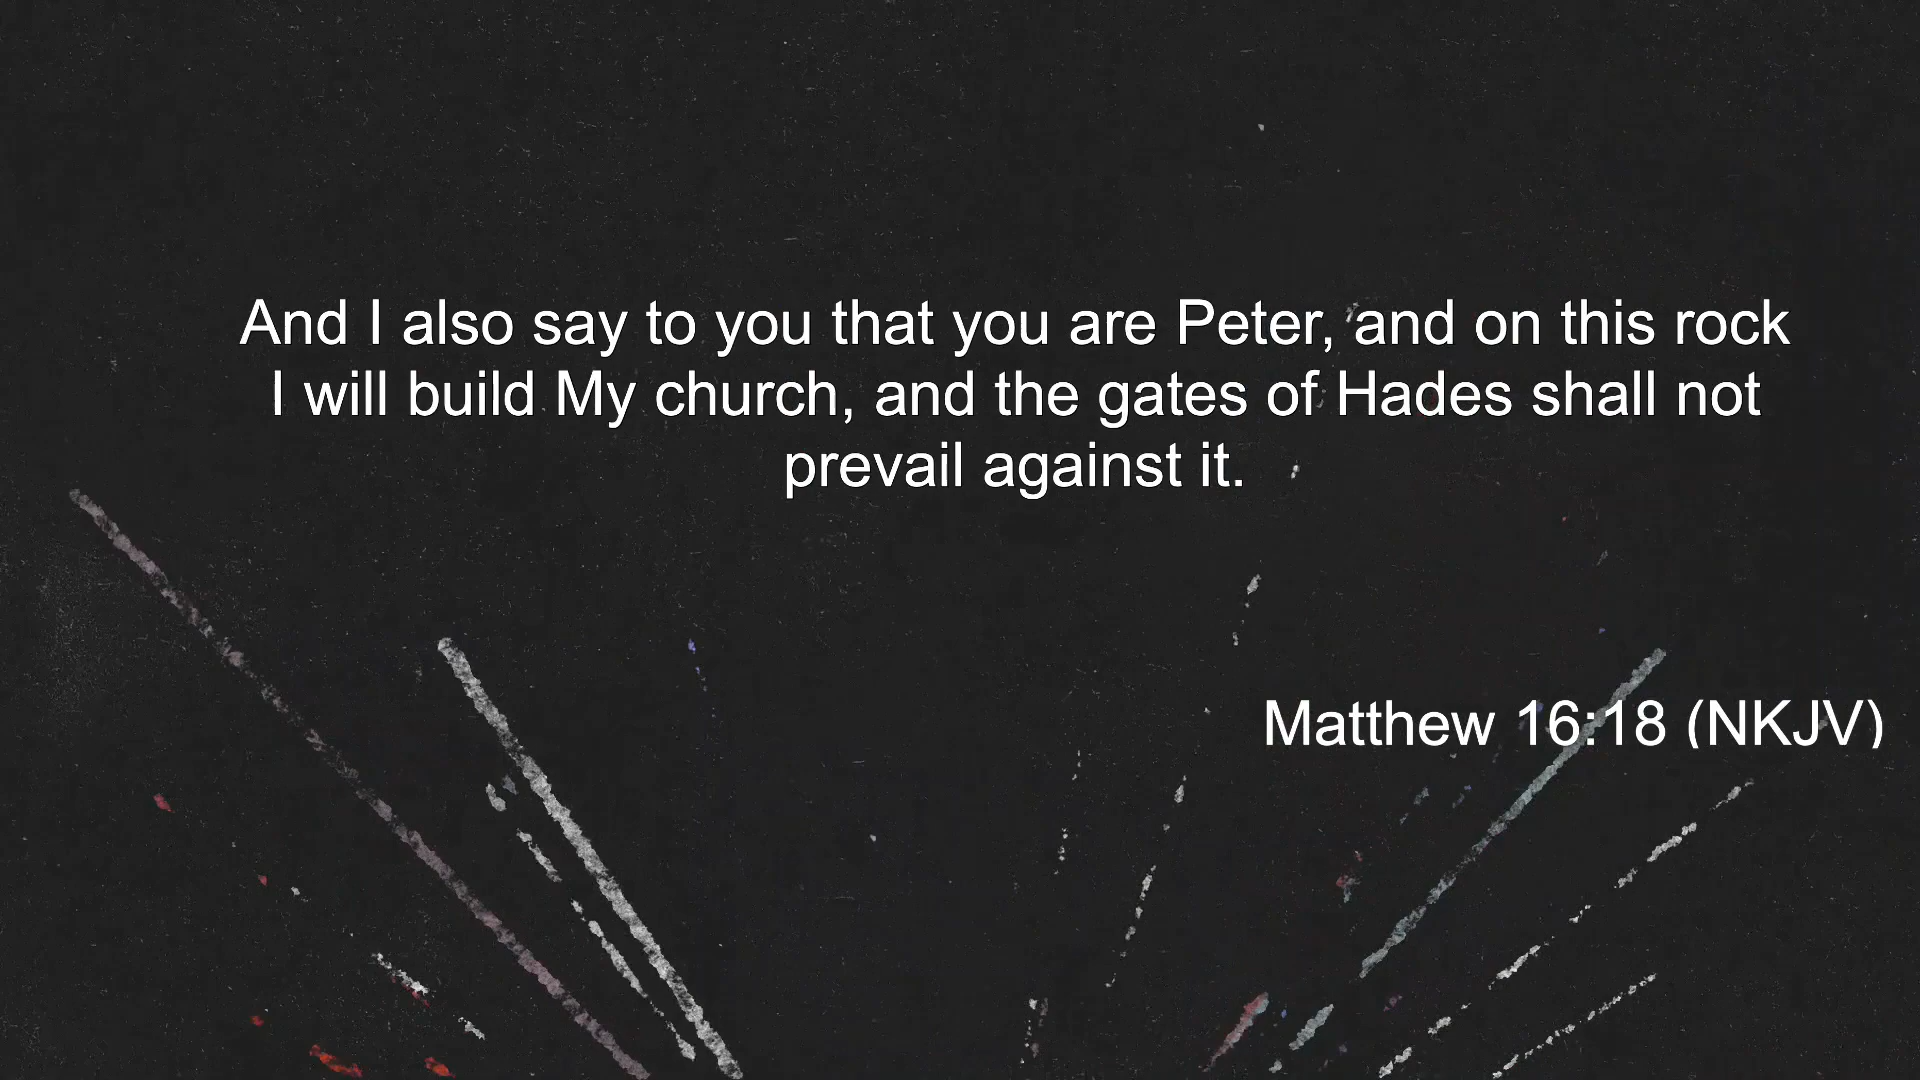 And I also say to you that you are Peter, and on this rock
I will build My church, and the gates of Hades shall not
prevail against it.
Matthew 16:18 (NKJV)